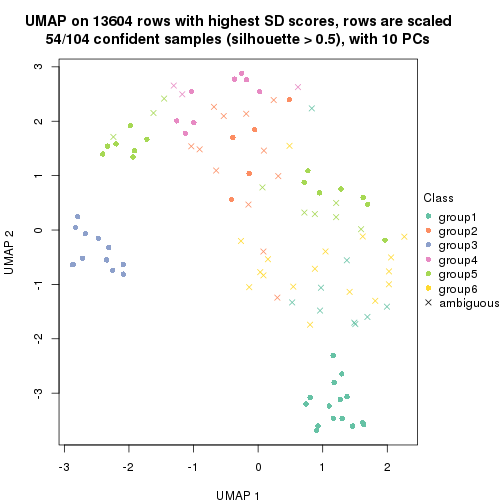 UMAP on 13604 rows with highest SD scores, rows are scaled
54/104 confident samples (silhouette > 0.5), with 10 PCs
3
2
1
0
-1
-2
-3
UMAP 2
-3
-2
-1
0
1
2
UMAP 1
Class
group1
group2
group3
group4
group5
group6
ambiguous